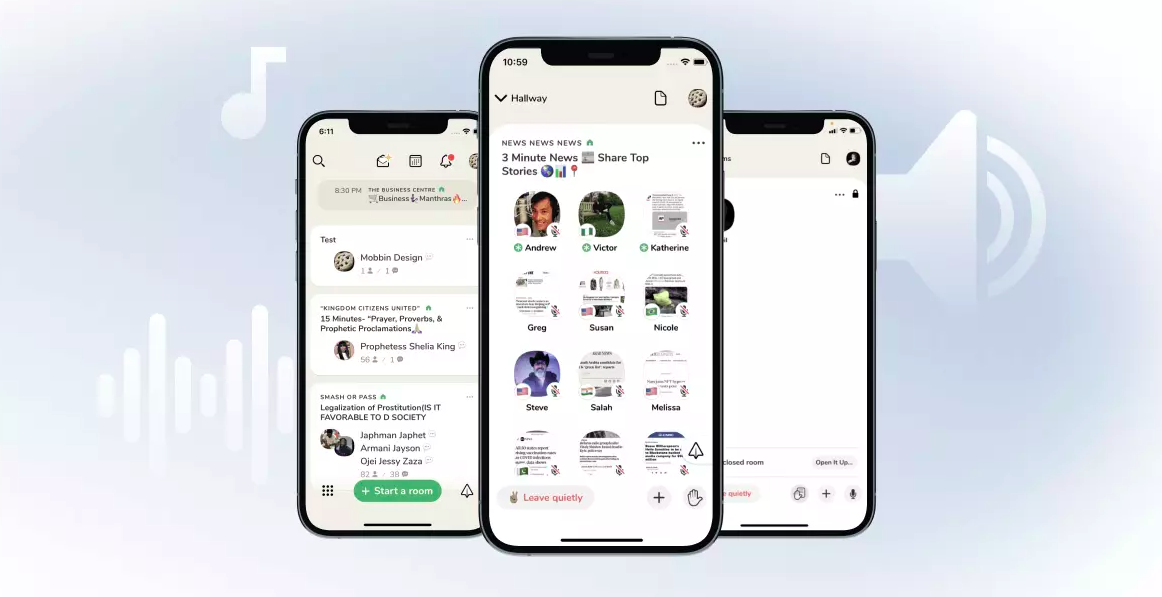 6:11
8:30 PM THE BUSINESS CENTRE
🛒Business🧞Manthras🔥...
Test
Mobbin Design
1 / 1
"KINGDOM CITIZENS UNITED"
15 Minutes- "Prayer, Proverbs, &
Prophetic Proclamations🙏🏼
Prophetess Shelia King
56 / 1
SMASH OR PASS
Legalization of Prostitution(IS IT
FAVORABLE TO D SOCIETY
Japhman Japhet
Armani Jayson
Ojei Jessy Zaza
92 / 38
+ Start a room
10:59
Hallway
NEWS NEWS NEWS
3 Minute News 📰 Share Top
Stories 🌎📊📍
Andrew Victor Katherine
Greg Susan Nicole
Steve Salah Melissa
✌🏼 Leave quietly
ms
closed room Open It Up...
e quietly